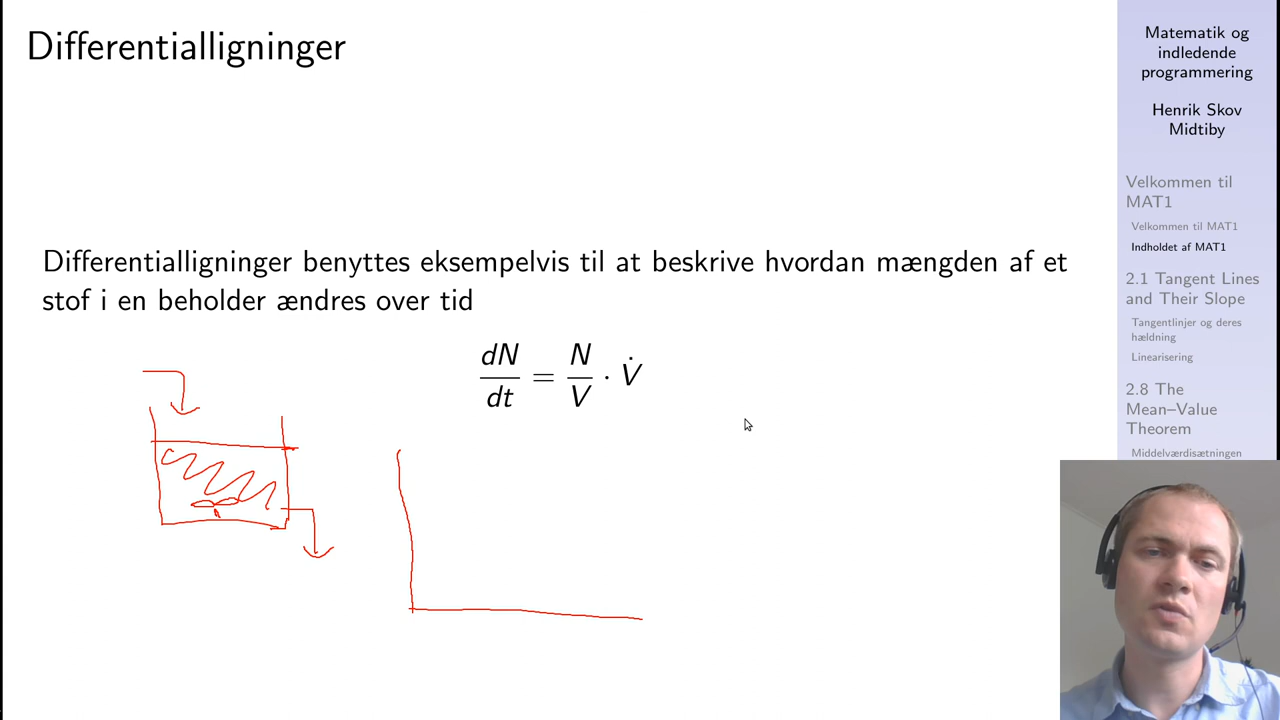 Differentialligninger
Differentialligninger benyttes eksempelvis til at beskrive hvordan mængden af et
stof i en beholder ændres over tid
dN/dt = N/V · V̇
Matematik og
indledende
programmering
Henrik Skov
Midtiby
Velkommen til
MAT1
Velkommen til MAT1
Indholdet af MAT1
2.1 Tangent Lines
and Their Slope
Tangentlinjer og deres
hældning
Linearisering
2.8 The
Mean–Value
Theorem
Middelværdisætningen